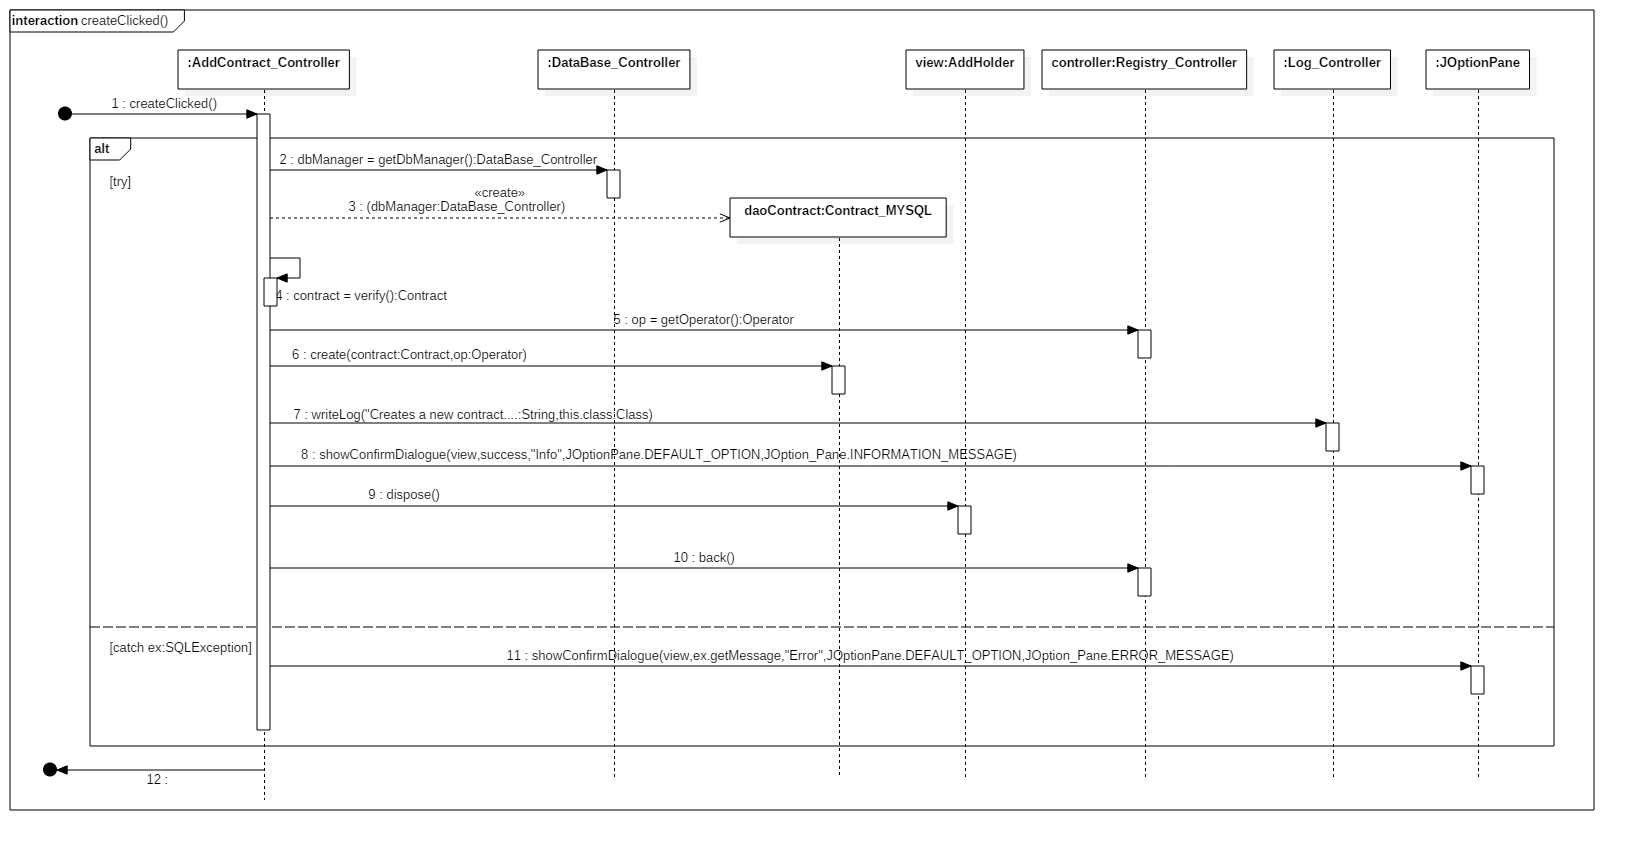 interaction createClicked()
:AddContract_Controller
:DataBase_Controller
view:AddHolder
controller:Registry_Controller
:Log_Controller
:JOptionPane
1 : createClicked()
alt
2 : dbManager = getDbManager():DataBase_Controller
[try]
«create»
3 : (dbManager:DataBase_Controller)
daoContract:Contract_MYSQL
4 : contract = verify():Contract
5 : op = getOperator():Operator
6 : create(contract:Contract,op:Operator)
7 : writeLog("Creates a new contract....:String,this.class:Class)
8 : showConfirmDialogue(view,success,"Info",JOptionPane.DEFAULT_OPTION,JOption_Pane.INFORMATION_MESSAGE)
9 : dispose()
10 : back()
[catch ex:SQLException]
11 : showConfirmDialogue(view,ex.getMessage,"Error",JOptionPane.DEFAULT_OPTION,JOption_Pane.ERROR_MESSAGE)
12 :